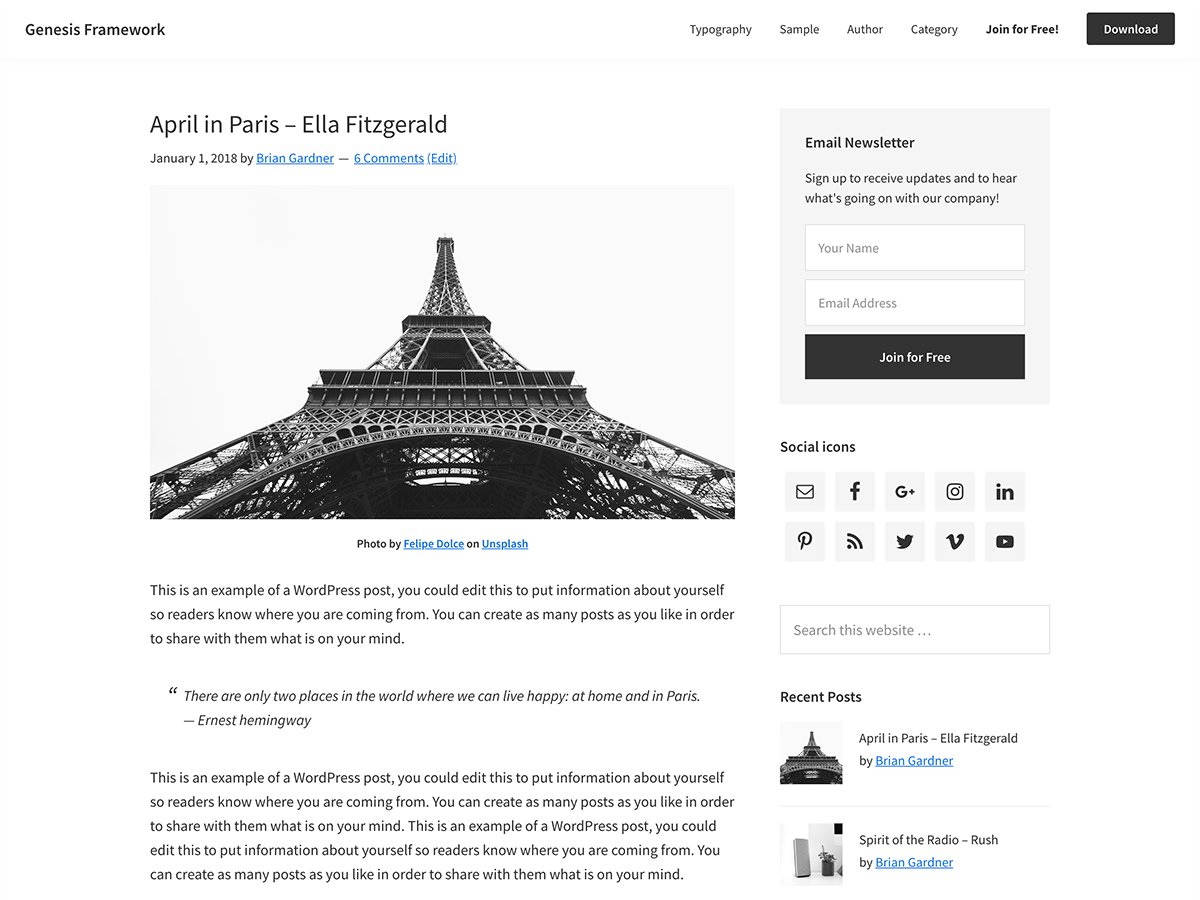 Genesis Framework
Typography Sample Author Category Join for Free! Download
April in Paris – Ella Fitzgerald
January 1, 2018 by Brian Gardner — 6 Comments (Edit)
Photo by Felipe Dolce on Unsplash
This is an example of a WordPress post, you could edit this to put information about yourself
so readers know where you are coming from. You can create as many posts as you like in order
to share with them what is on your mind.
“ There are only two places in the world where we can live happy: at home and in Paris.
— Ernest hemingway
This is an example of a WordPress post, you could edit this to put information about yourself
so readers know where you are coming from. You can create as many posts as you like in order
to share with them what is on your mind. This is an example of a WordPress post, you could
edit this to put information about yourself so readers know where you are coming from. You
can create as many posts as you like in order to share with them what is on your mind.
Email Newsletter
Sign up to receive updates and to hear
what's going on with our company!
Your Name
Email Address
Join for Free
Social icons
Search this website …
Recent Posts
April in Paris – Ella Fitzgerald
by Brian Gardner
Spirit of the Radio – Rush
by Brian Gardner